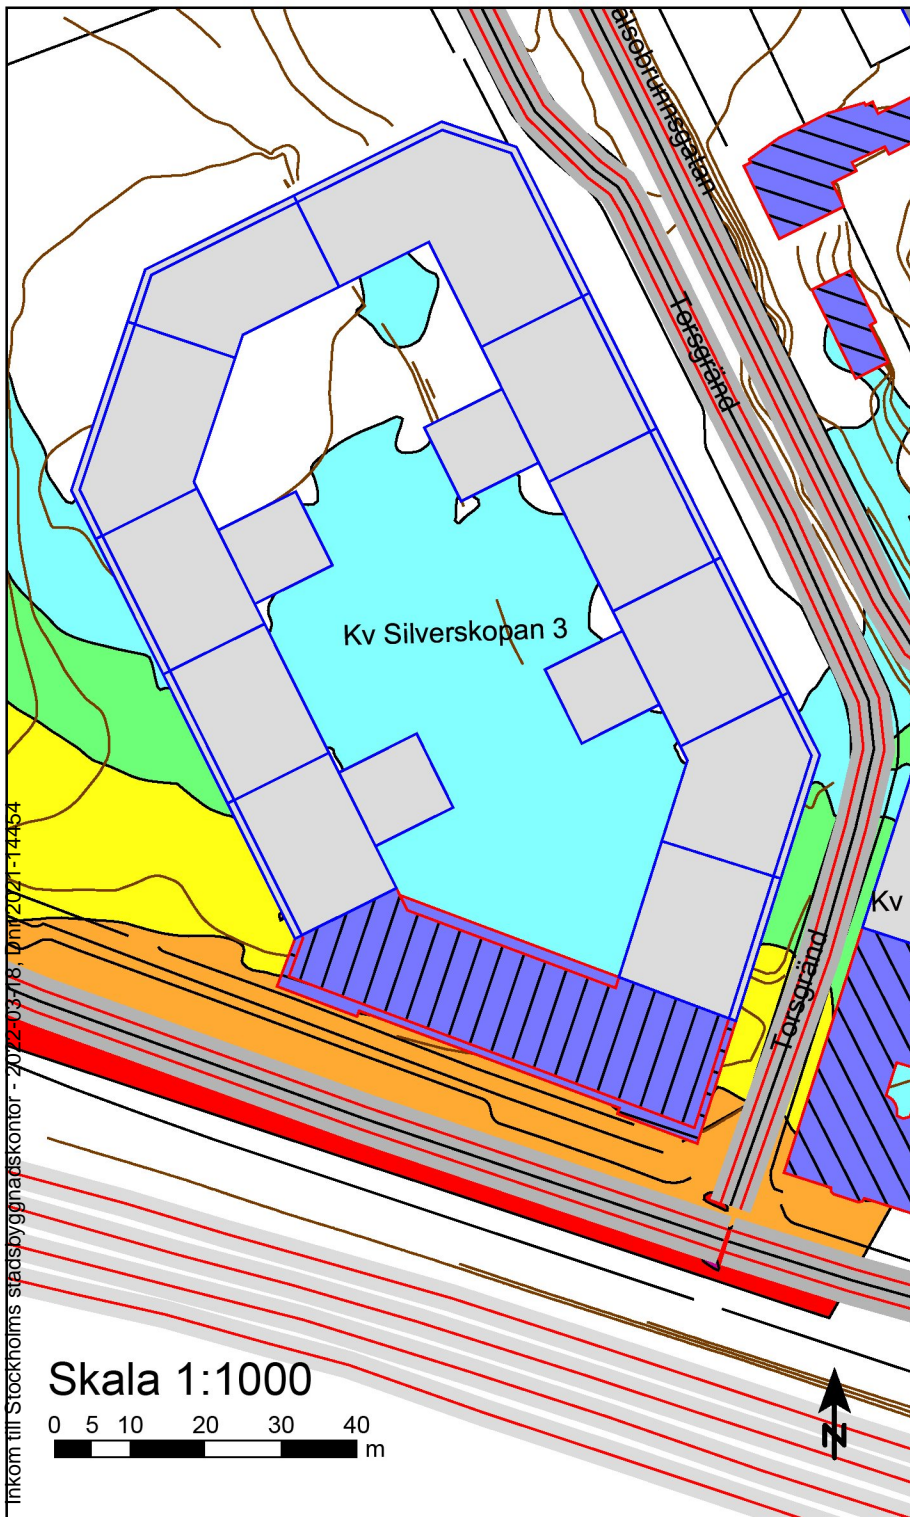 älsobrunnsgatan
Torsgränd
Kv Silverskopan 3
Kv
Torsgränd
Inkom till Stockholms stadsbyggnadskontor - 2022-03-18, Dnr 2021-14454
Skala 1:1000
0 5 10 20 30 40
m
N